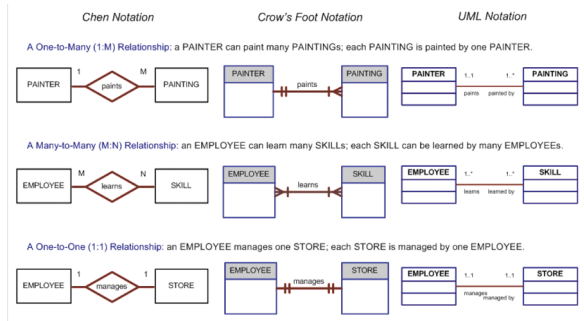 Chen Notation Crow's Foot Notation UML Notation
A One-to-Many (1:M) Relationship: a PAINTER can paint many PAINTINGs; each PAINTING is painted by one PAINTER.
PAINTER 1 paints M PAINTING
PAINTER paints PAINTING
PAINTER 1..1 1..* PAINTING
paints painted by
A Many-to-Many (M:N) Relationship: an EMPLOYEE can learn many SKILLs; each SKILL can be learned by many EMPLOYEEs.
EMPLOYEE M learns N SKILL
EMPLOYEE learns SKILL
EMPLOYEE 1..* 1..* SKILL
learns learned by
A One-to-One (1:1) Relationship: an EMPLOYEE manages one STORE; each STORE is managed by one EMPLOYEE.
EMPLOYEE 1 manages 1 STORE
EMPLOYEE manages STORE
EMPLOYEE 1..1 1..1 STORE
manages
managed by